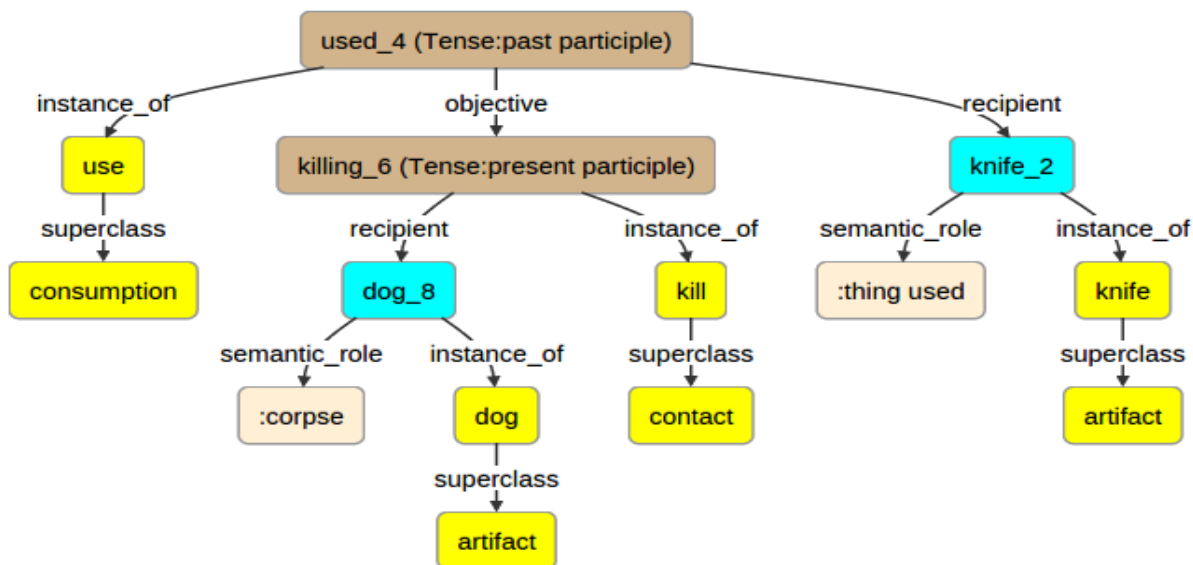 used_4 (Tense:past participle)
instance_of objective recipient
use killing_6 (Tense:present participle) knife_2
superclass recipient instance_of semantic_role instance_of
consumption dog_8 kill :thing used knife
semantic_role instance_of superclass superclass
:corpse dog contact artifact
superclass
artifact